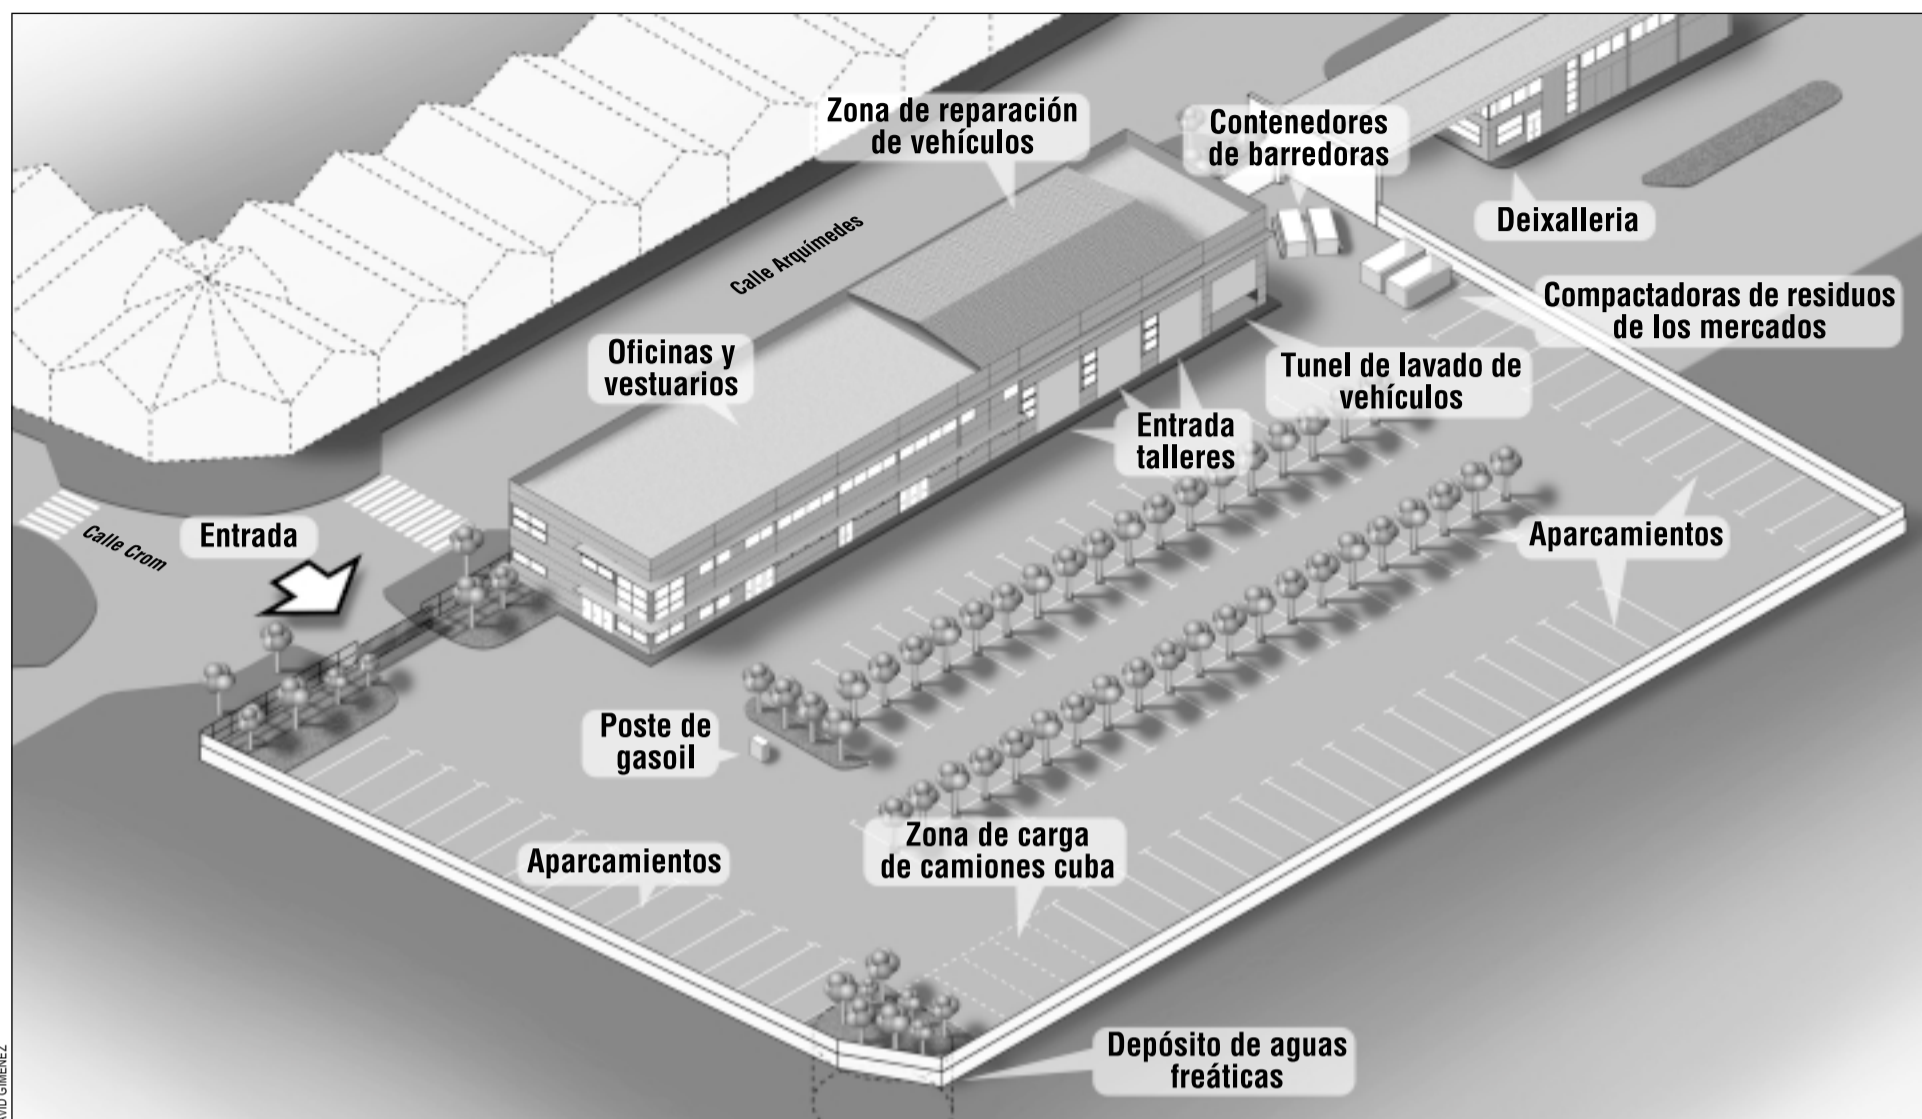 Zona de reparación
de vehículos
Contenedores
de barredoras
Deixalleria
Calle Arquímedes
Compactadoras de residuos
de los mercados
Oficinas y
vestuarios
Tunel de lavado de
vehículos
Entrada
talleres
Entrada
Calle Crom
Aparcamientos
Poste de
gasoil
Zona de carga
de camiones cuba
Aparcamientos
Depósito de aguas
freáticas
GIMÉNEZ